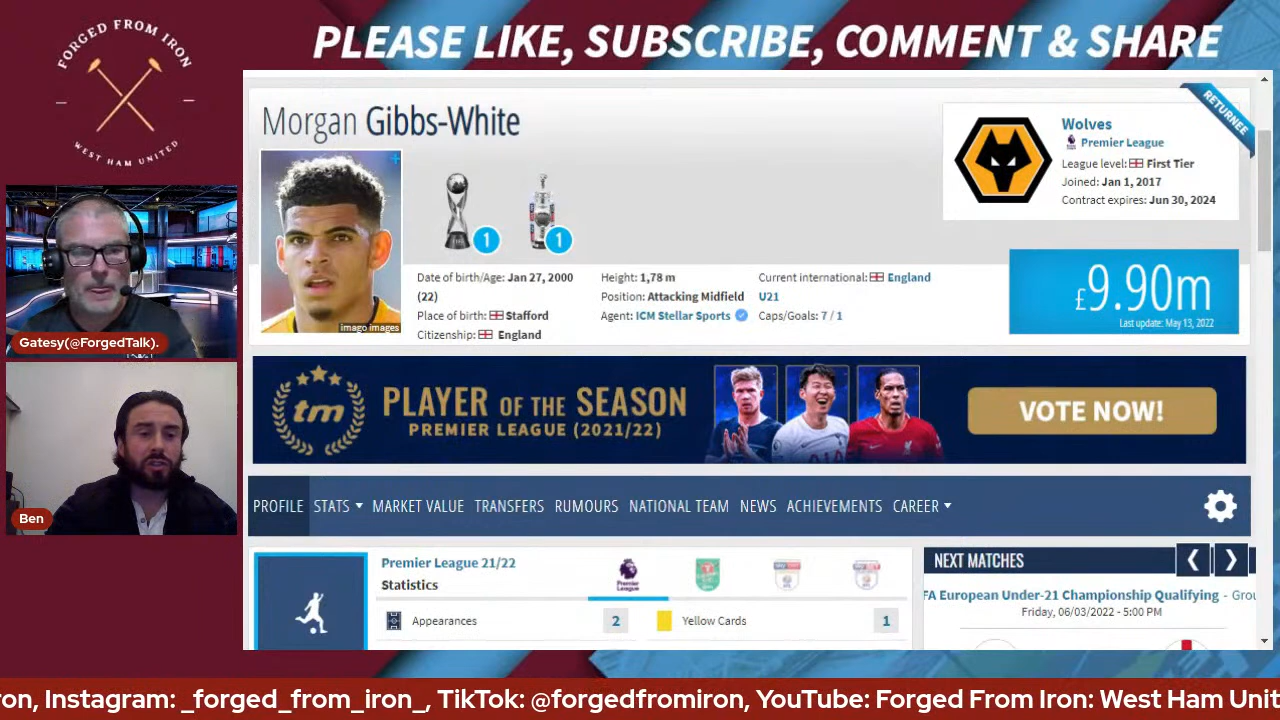 FORGED FROM IRON
WEST HAM UNITED
PLEASE LIKE, SUBSCRIBE, COMMENT & SHARE
Morgan Gibbs-White
RETURNEE
Wolves
Premier League
League level: First Tier
Joined: Jan 1, 2017
Contract expires: Jun 30, 2024
1
1
imago images
Date of birth/Age: Jan 27, 2000
(22)
Place of birth: Stafford
Citizenship: England
Height: 1,78 m
Position: Attacking Midfield
Agent: ICM Stellar Sports
Current international: England
U21
Caps/Goals: 7 / 1
£9.90m
Last update: May 13, 2022
Gatesy(@ForgedTalk).
Ben
tm
PLAYER OF THE SEASON
PREMIER LEAGUE (2021/22)
VOTE NOW!
PROFILE STATS MARKET VALUE TRANSFERS RUMOURS NATIONAL TEAM NEWS ACHIEVEMENTS CAREER
Premier League 21/22
Statistics
Premier League
Appearances 2 Yellow Cards 1
NEXT MATCHES
FA European Under-21 Championship Qualifying - Grou
Friday, 06/03/2022 - 5:00 PM
ron, Instagram: _forged_from_iron_, TikTok: @forgedfromiron, YouTube: Forged From Iron: West Ham Unit